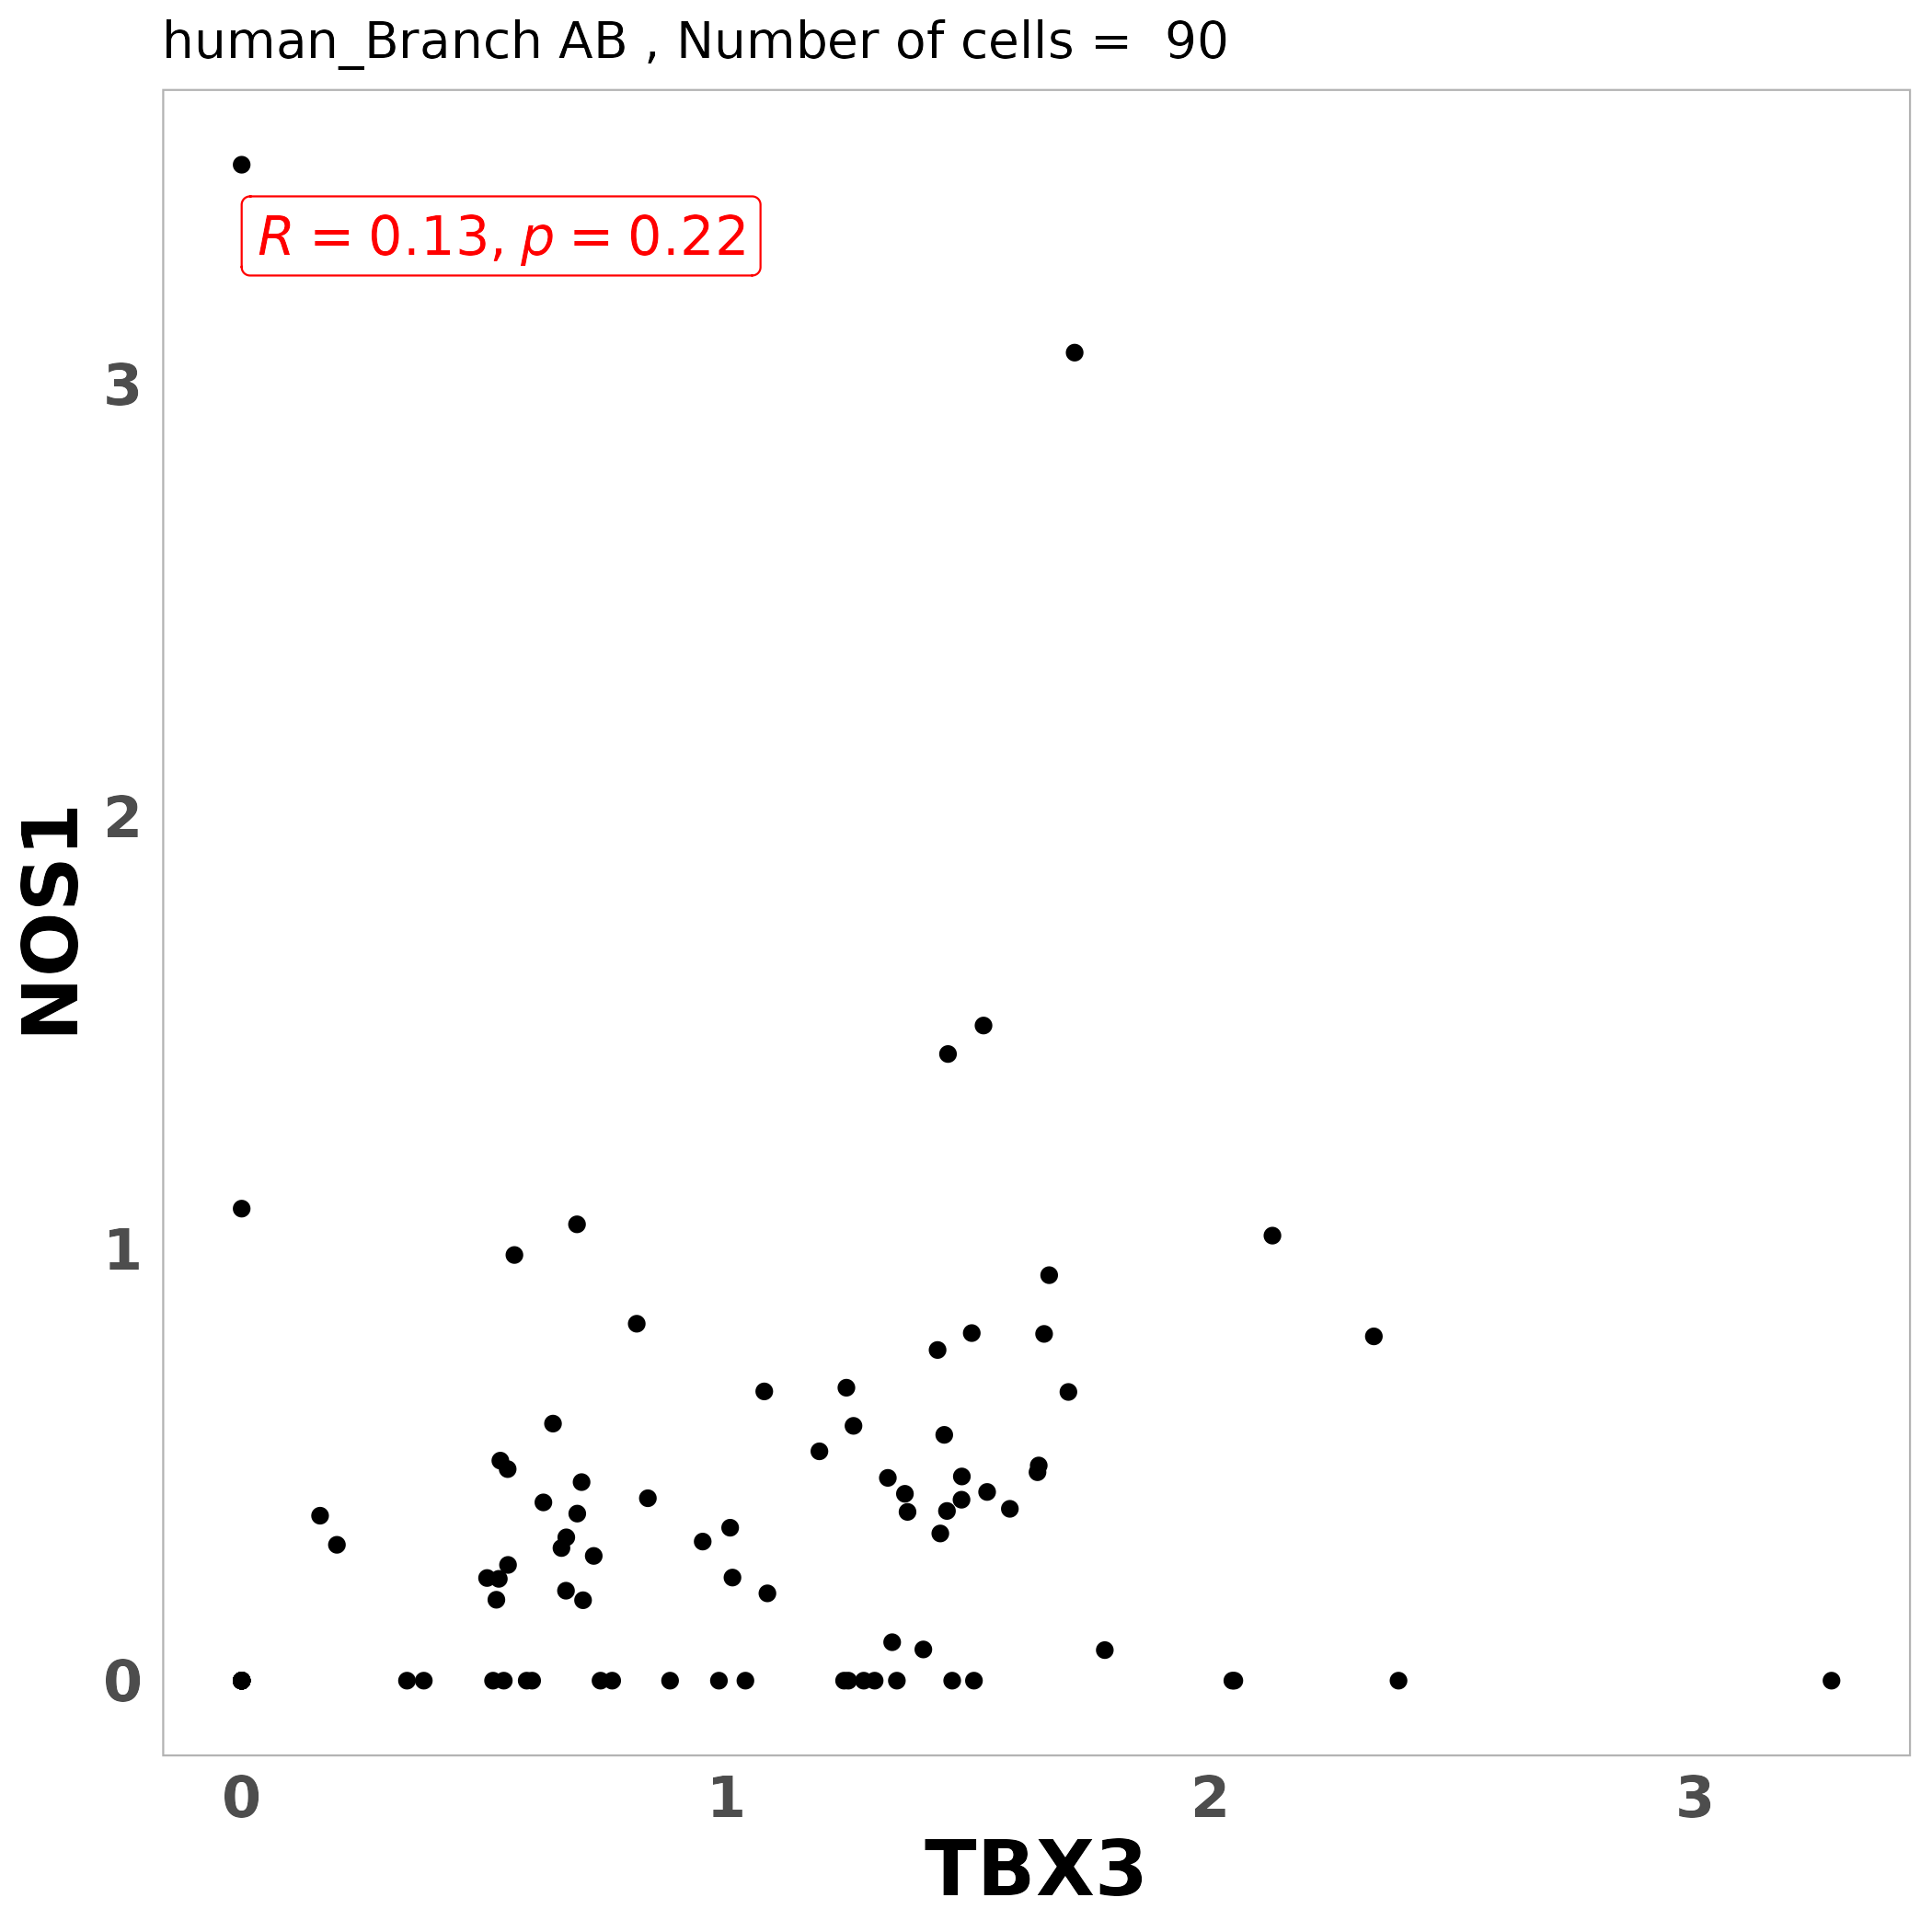 human_Branch AB , Number of cells =  90
R = 0.13, p = 0.22
3
2
1
0
NOS1
0 1 2 3
TBX3